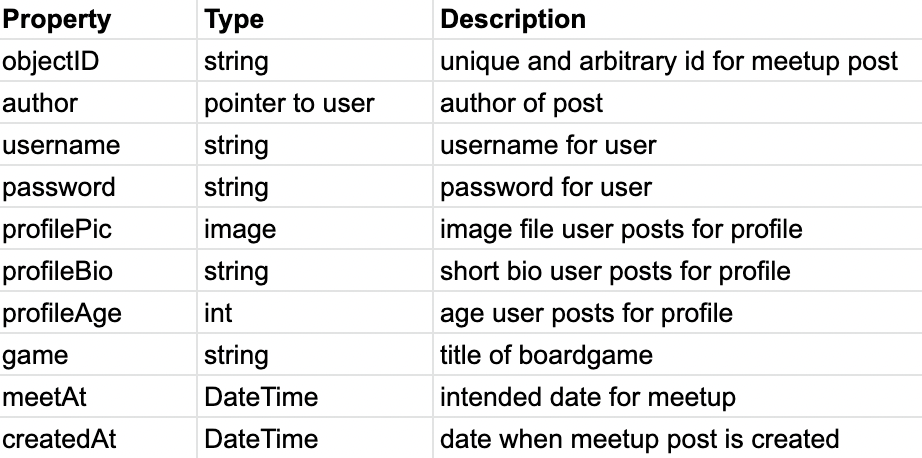 Property Type Description
objectID string unique and arbitrary id for meetup post
author pointer to user author of post
username string username for user
password string password for user
profilePic image image file user posts for profile
profileBio string short bio user posts for profile
profileAge int age user posts for profile
game string title of boardgame
meetAt DateTime intended date for meetup
createdAt DateTime date when meetup post is created